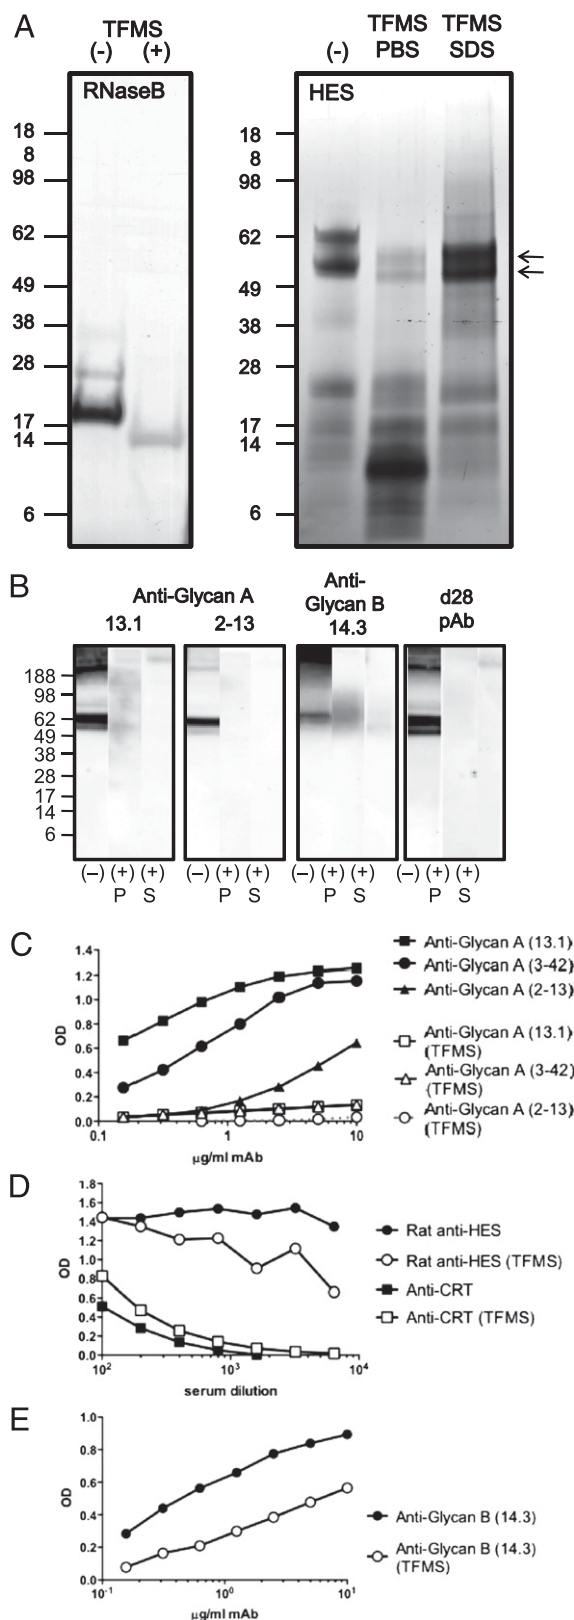 A
TFMS
(-) (+)
TFMS TFMS
(-) PBS SDS
RNaseB
HES
18
8
98
62
49
38
28
17
14
6
18
8
98
62
49
38
28
17
14
6
B
Anti-Glycan A
13.1 2-13
Anti-
Glycan B
14.3
d28
pAb
188
98
62
49
38
28
17
14
6
(–) (+) (+) (–) (+) (+) (–) (+) (+) (–) (+) (+)
P S P S P S P S
C
1.4
1.2
1.0
0.8
0.6
0.4
0.2
0.0
OD
0.1 1 10
µg/ml mAb
Anti-Glycan A (13.1)
Anti-Glycan A (3-42)
Anti-Glycan A (2-13)
Anti-Glycan A (13.1)
(TFMS)
Anti-Glycan A (3-42)
(TFMS)
Anti-Glycan A (2-13)
(TFMS)
D
1.8
1.6
1.4
1.2
1.0
0.8
0.6
0.4
0.2
0.0
OD
10² 10³ 10⁴
serum dilution
Rat anti-HES
Rat anti-HES (TFMS)
Anti-CRT
Anti-CRT (TFMS)
E
1.0
0.8
0.6
0.4
0.2
0.0
OD
10⁻¹ 10⁰ 10¹
µg/ml mAb
Anti-Glycan B (14.3)
Anti-Glycan B (14.3)
(TFMS)